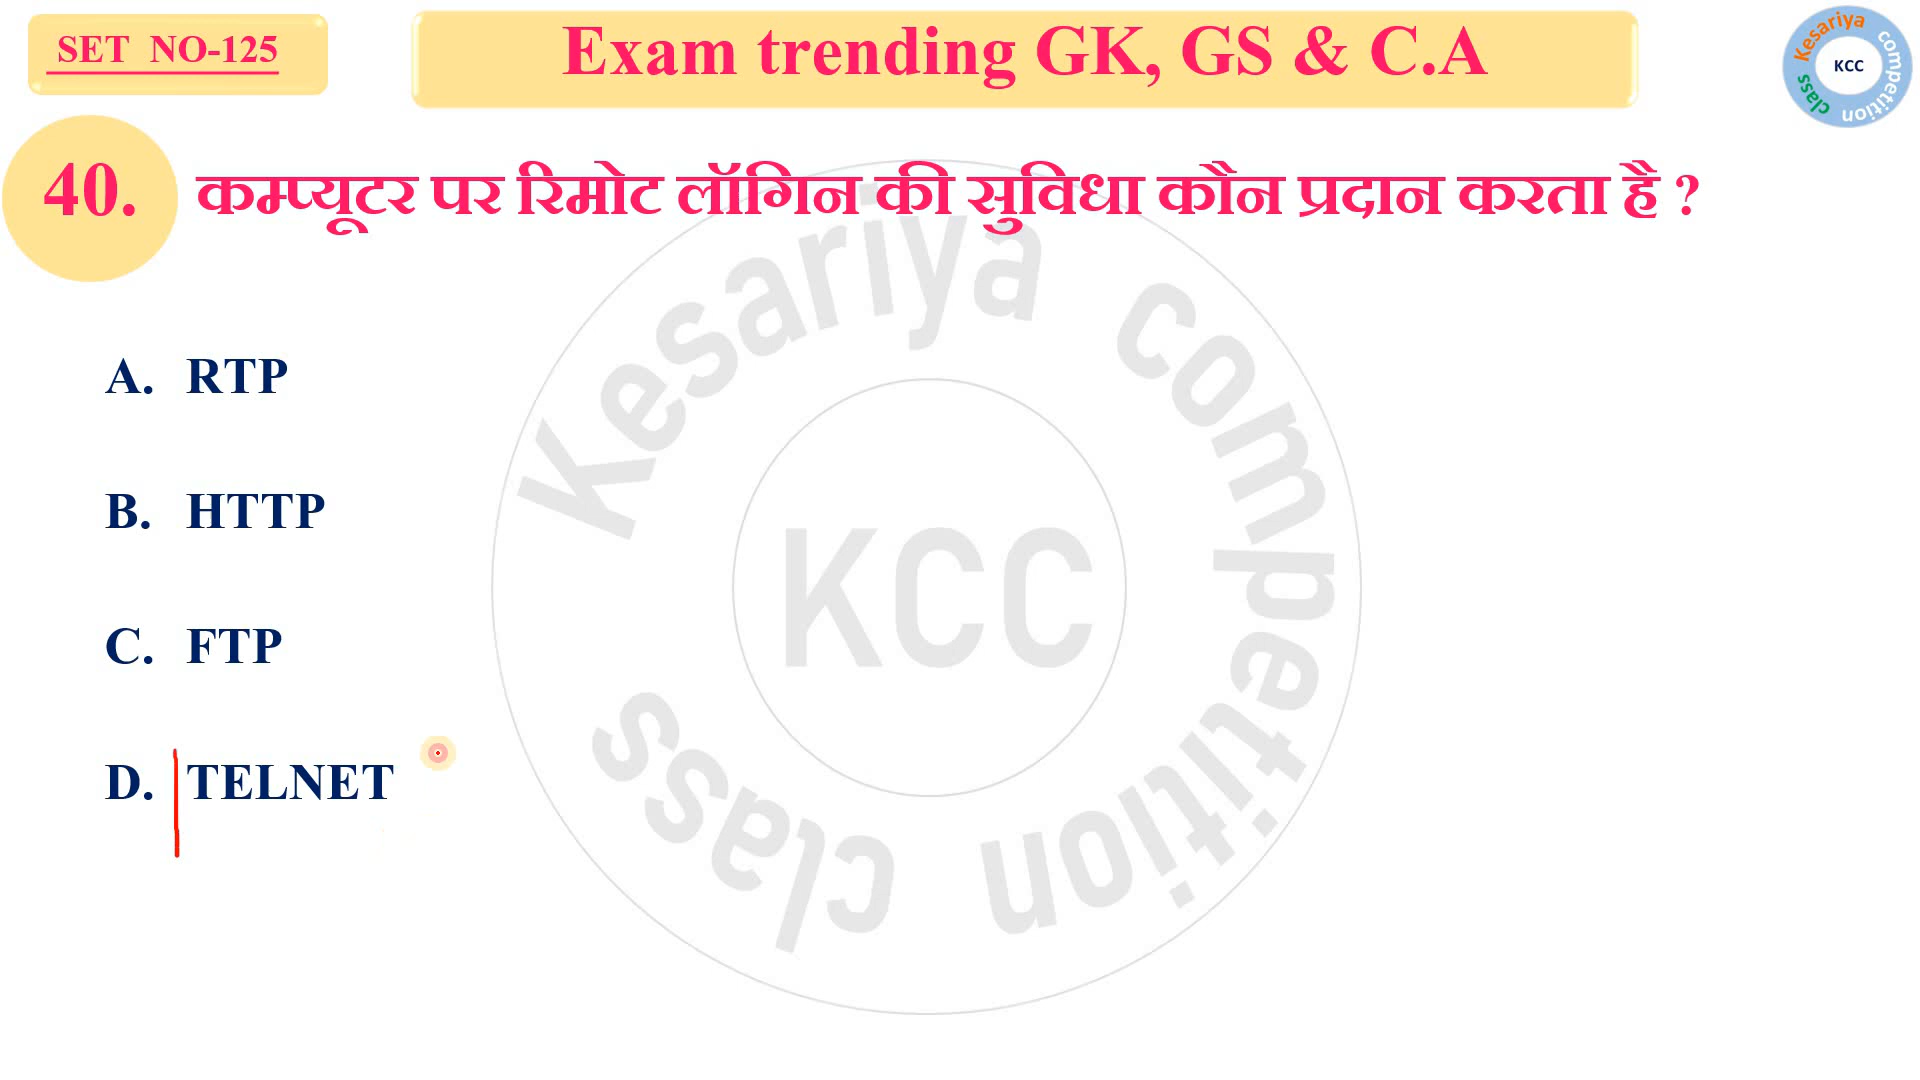 SET NO-125
Exam trending GK, GS & C.A
Kesariya competition class
KCC
40. कम्प्यूटर पर रिमोट लॉगिन की सुविधा कौन प्रदान करता है ?
A. RTP
B. HTTP
C. FTP
D. TELNET
Kesariya competition class
KCC